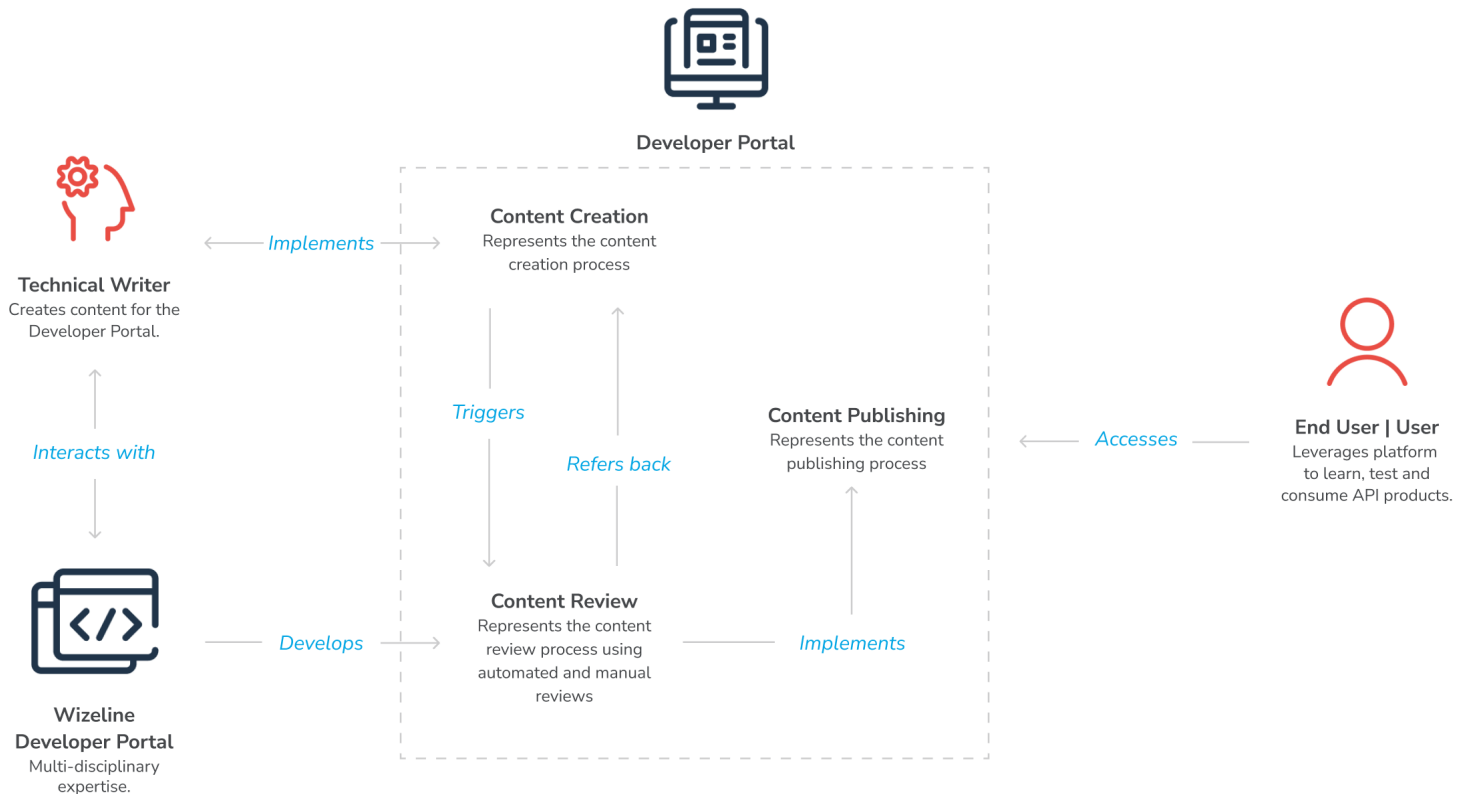 Developer Portal
Content Creation
Represents the content
creation process
Implements
Technical Writer
Creates content for the
Developer Portal.
Triggers
Refers back
Interacts with
Content Publishing
Represents the content
publishing process
Accesses
End User | User
Leverages platform
to learn, test and
consume API products.
Content Review
Represents the content
review process using
automated and manual
reviews
Develops
Implements
Wizeline
Developer Portal
Multi-disciplinary
expertise.